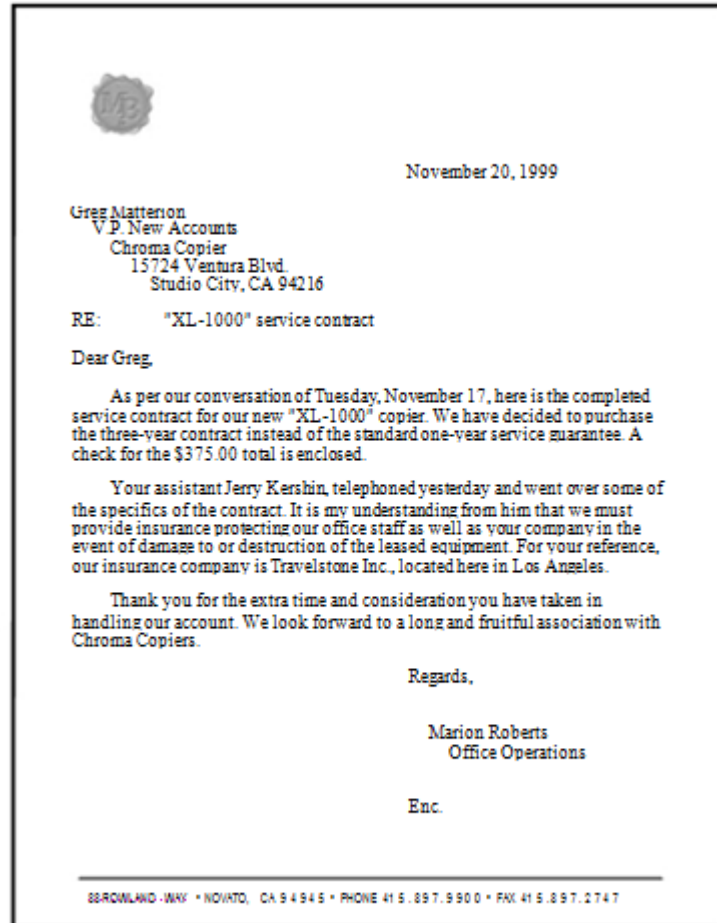 MB
November 20, 1999
Greg Matterion
V.P. New Accounts
Chroma Copier
15724 Ventura Blvd.
Studio City, CA 94216
RE: "XL-1000" service contract
Dear Greg,
As per our conversation of Tuesday, November 17, here is the completed
service contract for our new "XL-1000" copier. We have decided to purchase
the three-year contract instead of the standard one-year service guarantee. A
check for the $375.00 total is enclosed.
Your assistant Jerry Kershin, telephoned yesterday and went over some of
the specifics of the contract. It is my understanding from him that we must
provide insurance protecting our office staff as well as your company in the
event of damage to or destruction of the leased equipment. For your reference,
our insurance company is Travelstone Inc., located here in Los Angeles.
Thank you for the extra time and consideration you have taken in
handling our account. We look forward to a long and fruitful association with
Chroma Copiers.
Regards,
Marion Roberts
Office Operations
Enc.
88-ROWLAND-WAY • NOVATO, CA 94945 • PHONE 415.897.9900 • FAX 415.897.2747